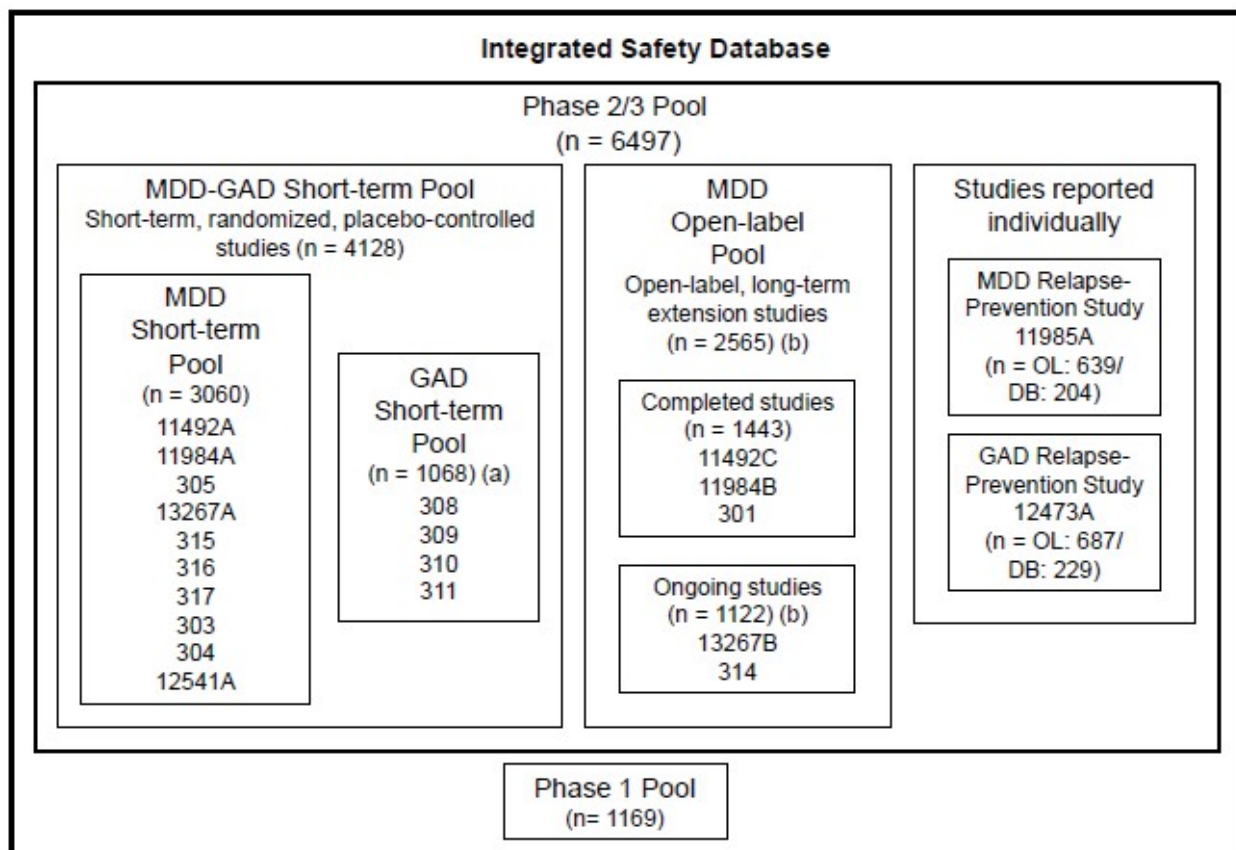 Integrated Safety Database
Phase 2/3 Pool
(n = 6497)
MDD-GAD Short-term Pool
Short-term, randomized, placebo-controlled
studies (n = 4128)
MDD
Short-term
Pool
(n = 3060)
11492A
11984A
305
13267A
315
316
317
303
304
12541A
GAD
Short-term
Pool
(n = 1068) (a)
308
309
310
311
MDD
Open-label
Pool
Open-label, long-term
extension studies
(n = 2565) (b)
Completed studies
(n = 1443)
11492C
11984B
301
Ongoing studies
(n = 1122) (b)
13267B
314
Studies reported
individually
MDD Relapse-
Prevention Study
11985A
(n = OL: 639/
DB: 204)
GAD Relapse-
Prevention Study
12473A
(n = OL: 687/
DB: 229)
Phase 1 Pool
(n= 1169)